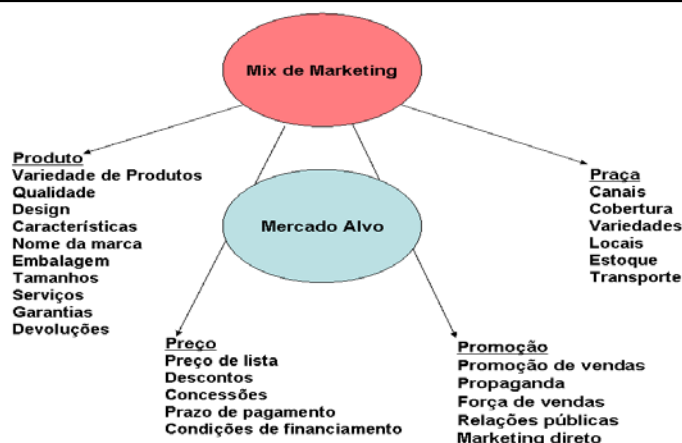 Mix de Marketing
Mercado Alvo
Produto
Variedade de Produtos
Qualidade
Design
Características
Nome da marca
Embalagem
Tamanhos
Serviços
Garantias
Devoluções
Preço
Preço de lista
Descontos
Concessões
Prazo de pagamento
Condições de financiamento
Promoção
Promoção de vendas
Propaganda
Força de vendas
Relações públicas
Marketing direto
Praça
Canais
Cobertura
Variedades
Locais
Estoque
Transporte